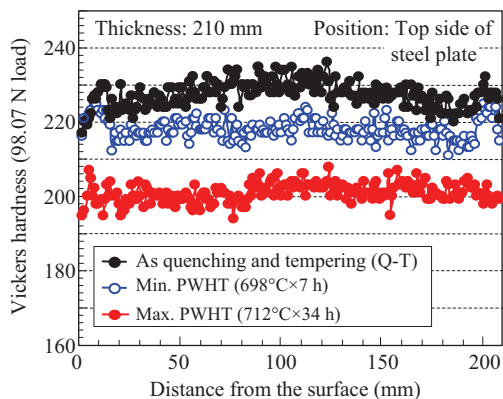 Thickness: 210 mm
Position: Top side of
steel plate
Vickers hardness (98.07 N load)
240
220
200
180
160
As quenching and tempering (Q-T)
Min. PWHT (698°C×7 h)
Max. PWHT (712°C×34 h)
0
50
100
150
200
Distance from the surface (mm)